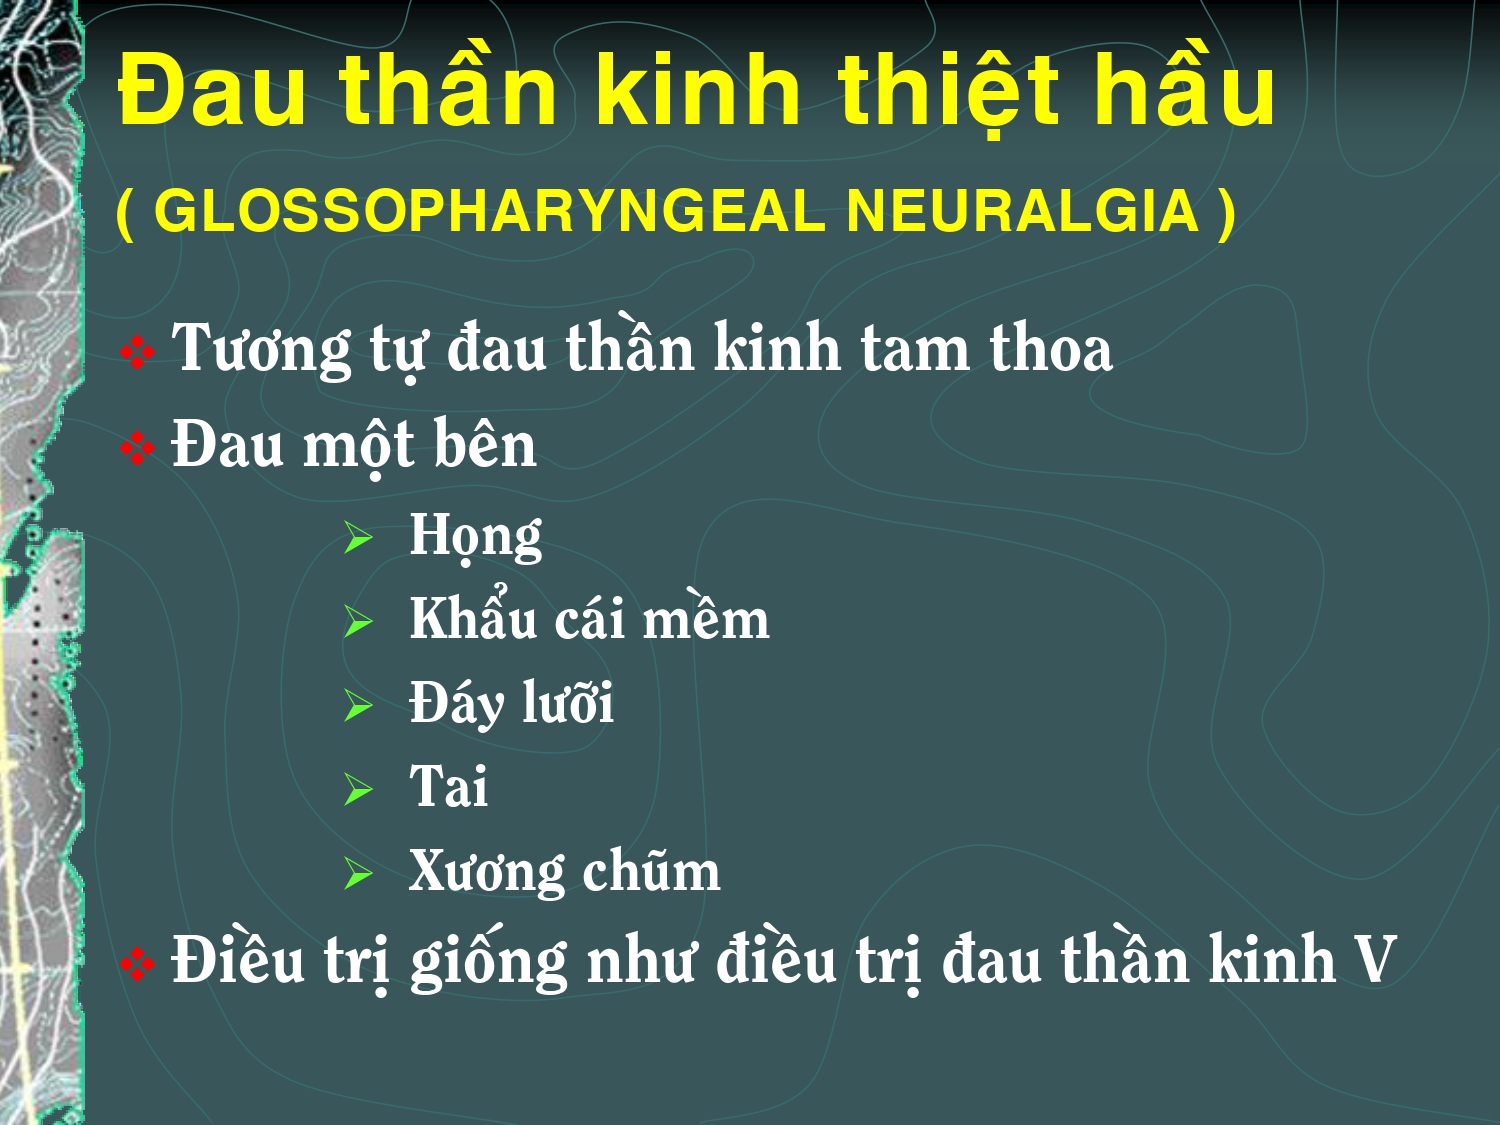 Đau thần kinh thiệt hầu
( GLOSSOPHARYNGEAL NEURALGIA )
Tương tự đau thần kinh tam thoa
Đau một bên
Họng
Khẩu cái mềm
Đáy lưỡi
Tai
Xương chũm
Điều trị giống như điều trị đau thần kinh V